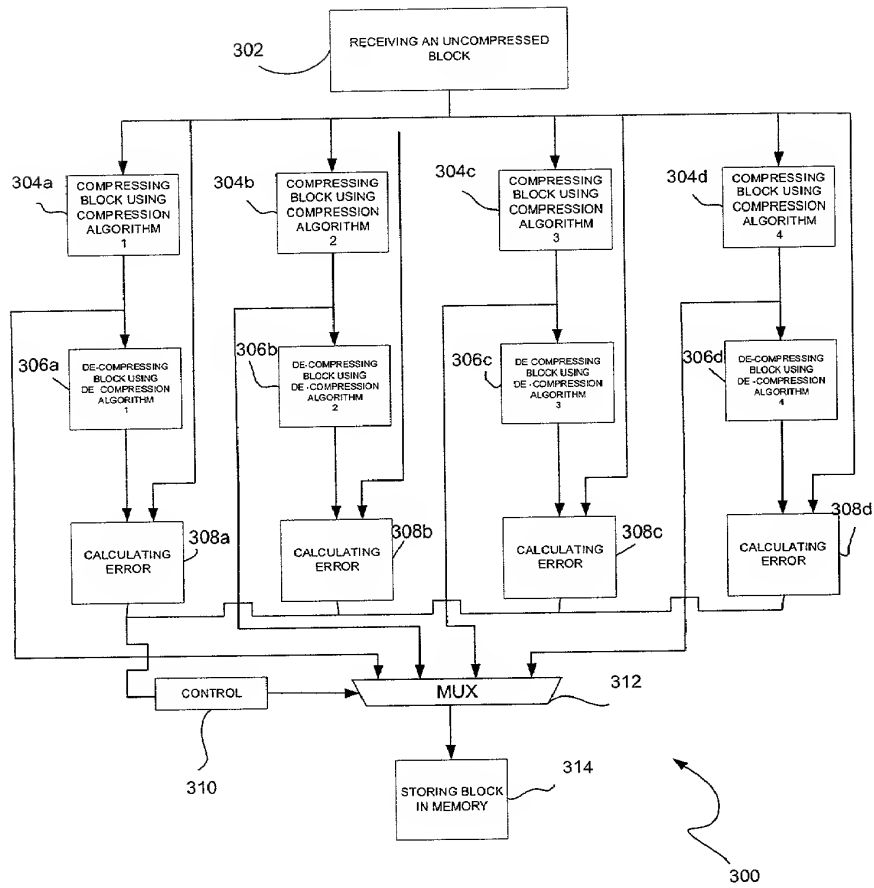 302
RECEIVING AN UNCOMPRESSED
BLOCK
304a
COMPRESSING
BLOCK USING
COMPRESSION
ALGORITHM
1
304b
COMPRESSING
BLOCK USING
COMPRESSION
ALGORITHM
2
304c
COMPRESSING
BLOCK USING
COMPRESSION
ALGORITHM
3
304d
COMPRESSING
BLOCK USING
COMPRESSION
ALGORITHM
4
306a
DE-COMPRESSING
BLOCK USING
DE COMPRESSION
ALGORITHM
1
306b
DE-COMPRESSING
BLOCK USING
DE-COMPRESSION
ALGORITHM
2
306c
DE COMPRESSING
BLOCK USING
DE-COMPRESSION
ALGORITHM
3
306d
DE-COMPRESSING
BLOCK USING
DE-COMPRESSION
ALGORITHM
4
308a
CALCULATING
ERROR
308b
CALCULATING
ERROR
308c
CALCULATING
ERROR
308d
CALCULATING
ERROR
CONTROL
310
MUX
312
STORING BLOCK
IN MEMORY
314
300